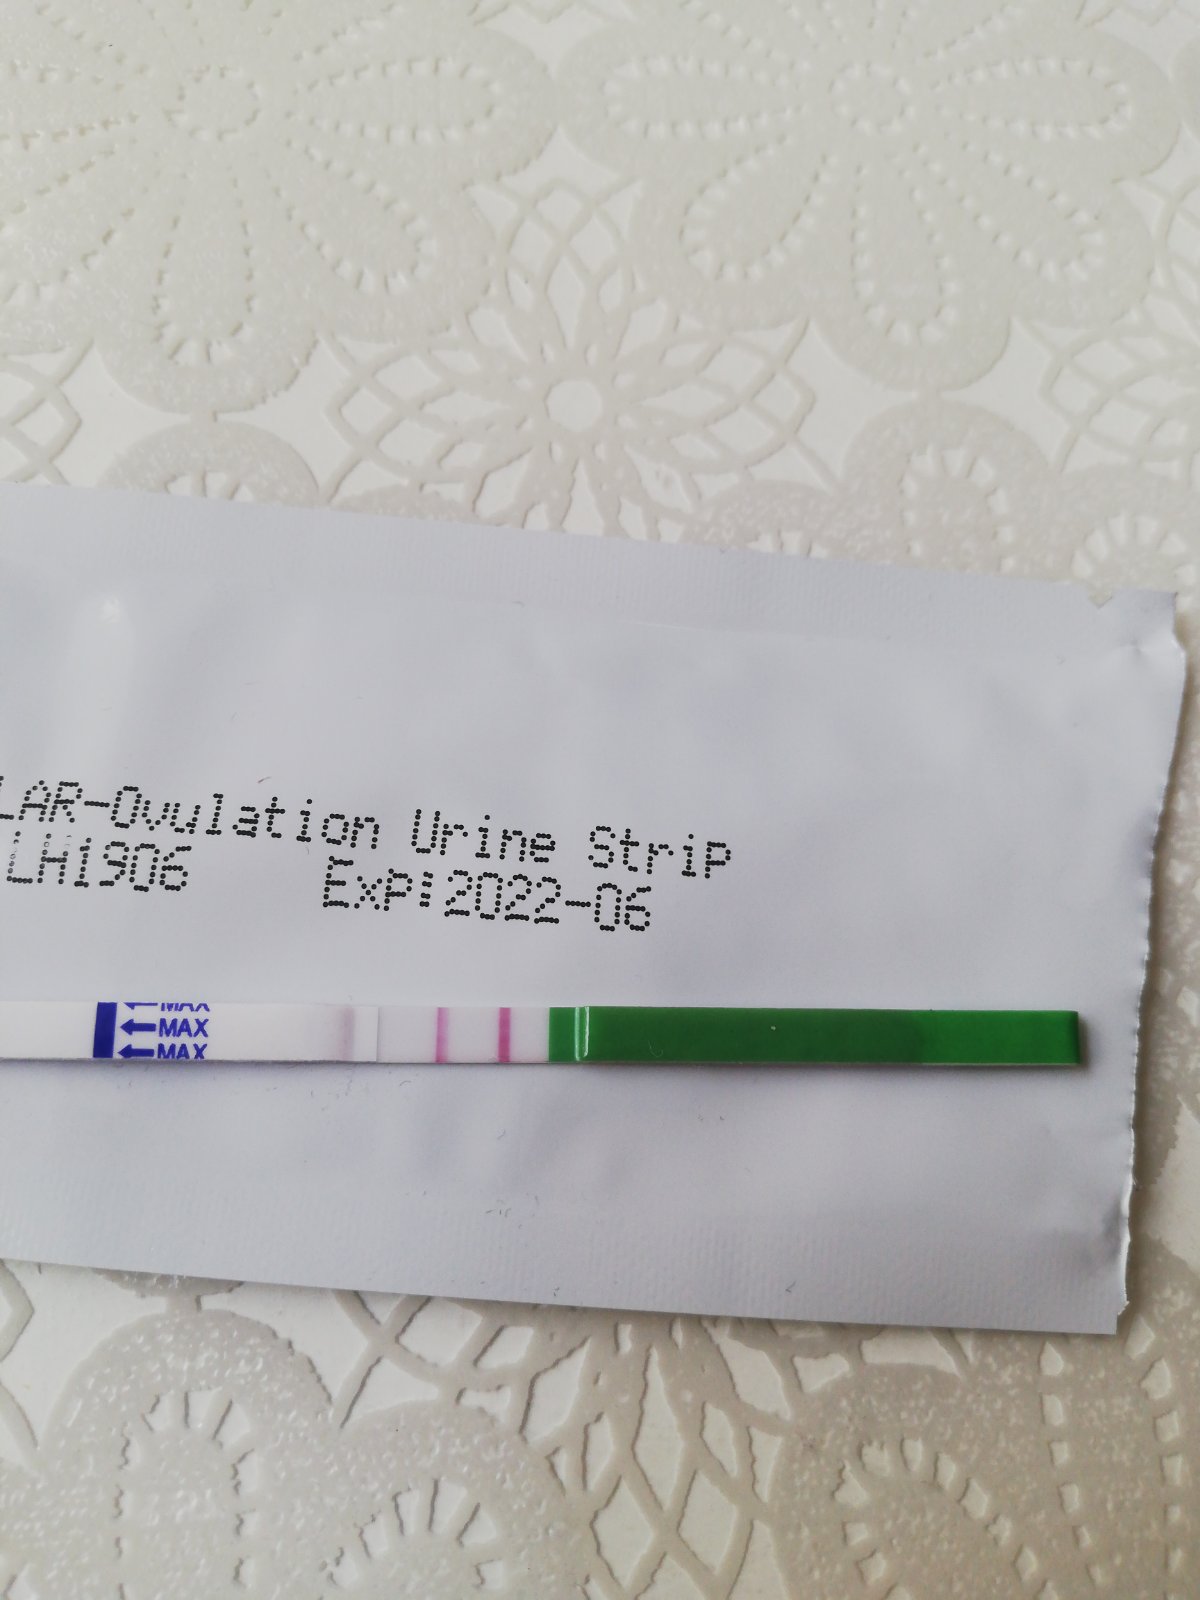 LAR-Ovulation Urine Strip
LH1906 Exp:2022-06
MAX
MAX
MAX